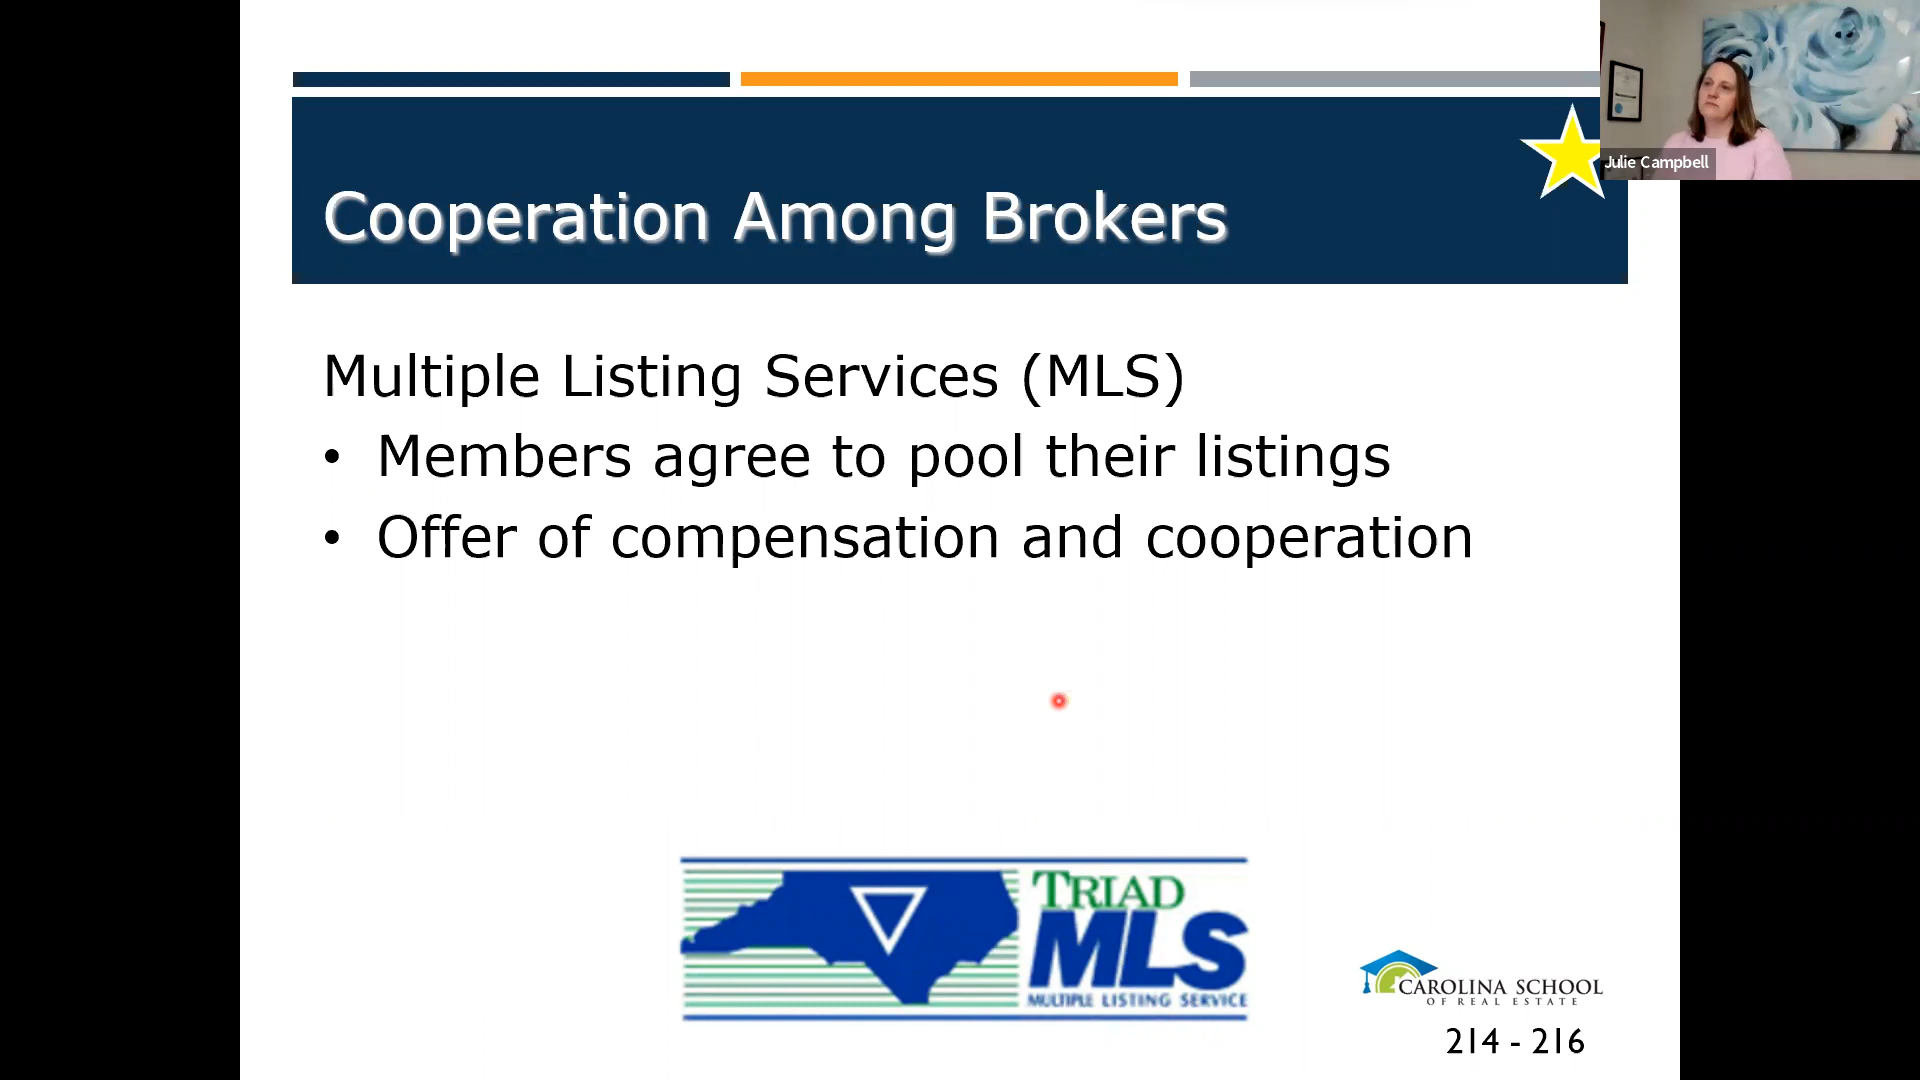 Julie Campbell
Cooperation Among Brokers
Multiple Listing Services (MLS)
• Members agree to pool their listings
• Offer of compensation and cooperation
TRIAD
MLS
MULTIPLE LISTING SERVICE
CAROLINA SCHOOL
OF REAL ESTATE
214 - 216